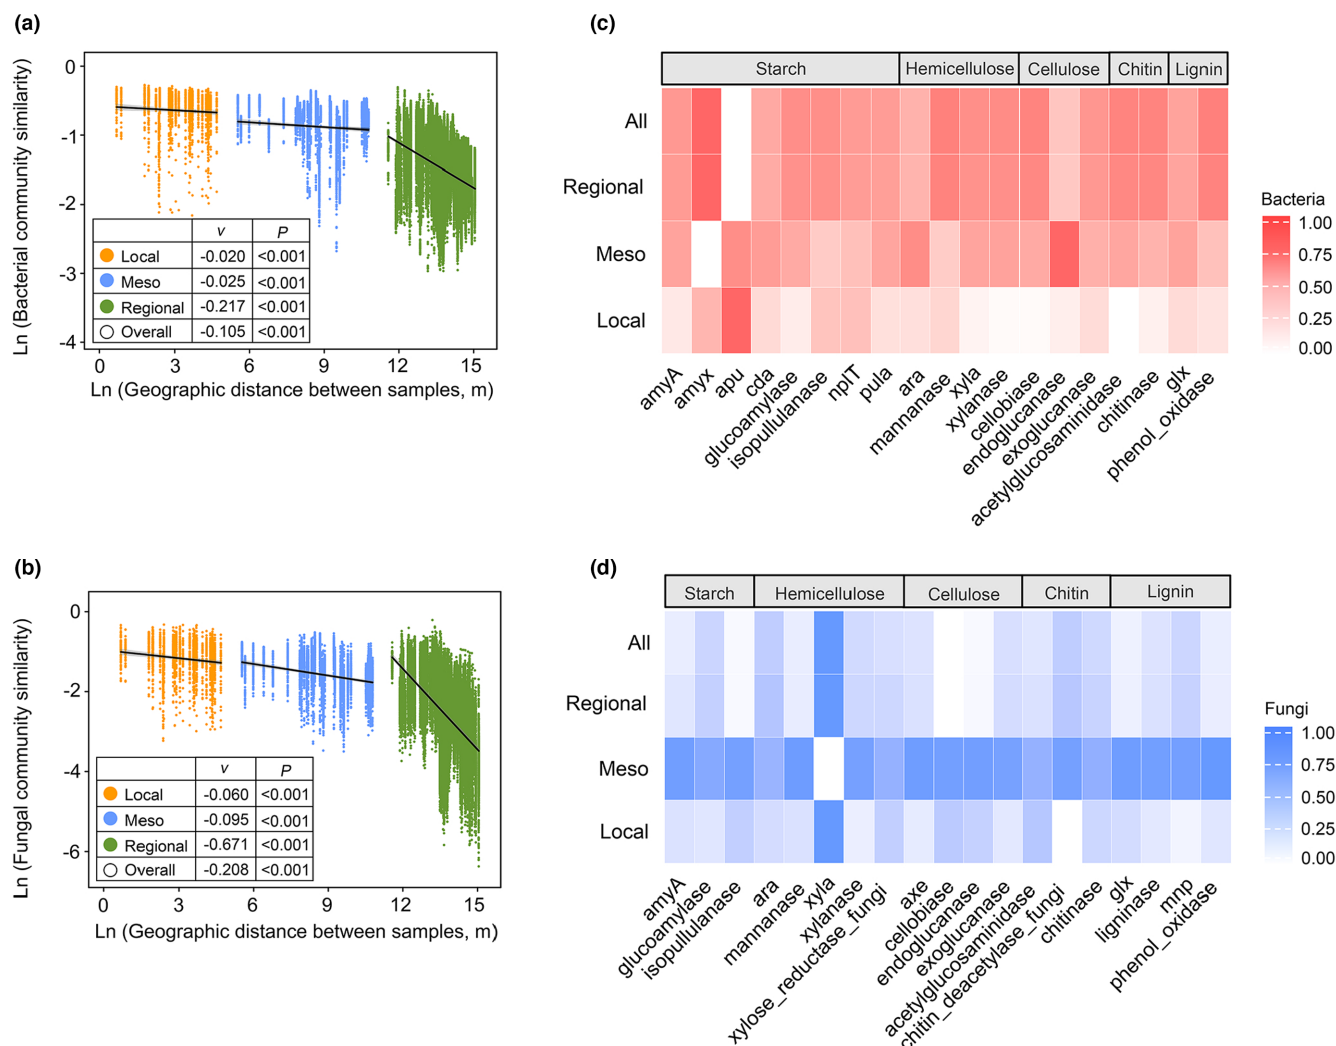 (a)
Ln (Bacterial community similarity)
0
-1
-2
-3
-4
v P
Local -0.020 <0.001
Meso -0.025 <0.001
Regional -0.217 <0.001
Overall -0.105 <0.001
0 3 6 9 12 15
Ln (Geographic distance between samples, m)
(c)
Starch Hemicellulose Cellulose Chitin Lignin
All
Regional
Meso
Local
amyA
amyx
apu
cda
glucoamylase
isopullulanase
nplT
pula
ara
mannanase
xyla
xylanase
cellobiase
endoglucanase
exoglucanase
acetylglucosaminidase
chitinase
glx
phenol_oxidase
Bacteria
1.00
0.75
0.50
0.25
0.00
(b)
Ln (Fungal community similarity)
0
-2
-4
-6
v P
Local -0.060 <0.001
Meso -0.095 <0.001
Regional -0.671 <0.001
Overall -0.208 <0.001
0 3 6 9 12 15
Ln (Geographic distance between samples, m)
(d)
Starch Hemicellulose Cellulose Chitin Lignin
All
Regional
Meso
Local
amyA
glucoamylase
isopullulanase
ara
mannanase
xyla
xylanase
xylose_reductase_fungi
axe
cellobiase
endoglucanase
exoglucanase
acetylglucosaminidase
chitin_deacetylase_fungi
chitinase
glx
ligninase
mnp
phenol_oxidase
Fungi
1.00
0.75
0.50
0.25
0.00